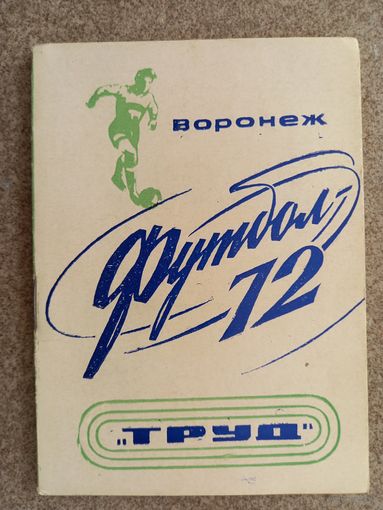 Воронеж
Футбол-
72
„ТРУД"